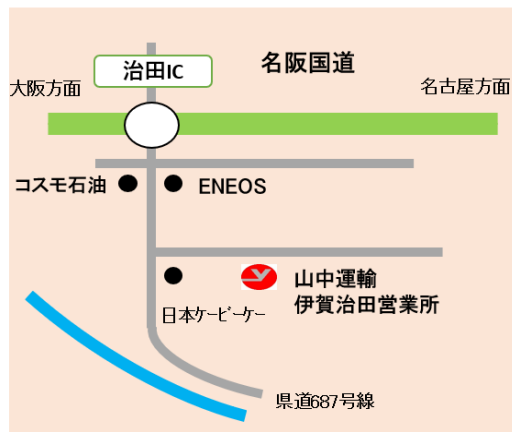 治田IC
名阪国道
大阪方面
名古屋方面
コスモ石油
ENEOS
山中運輸
伊賀治田営業所
日本ケービーケー
県道687号線